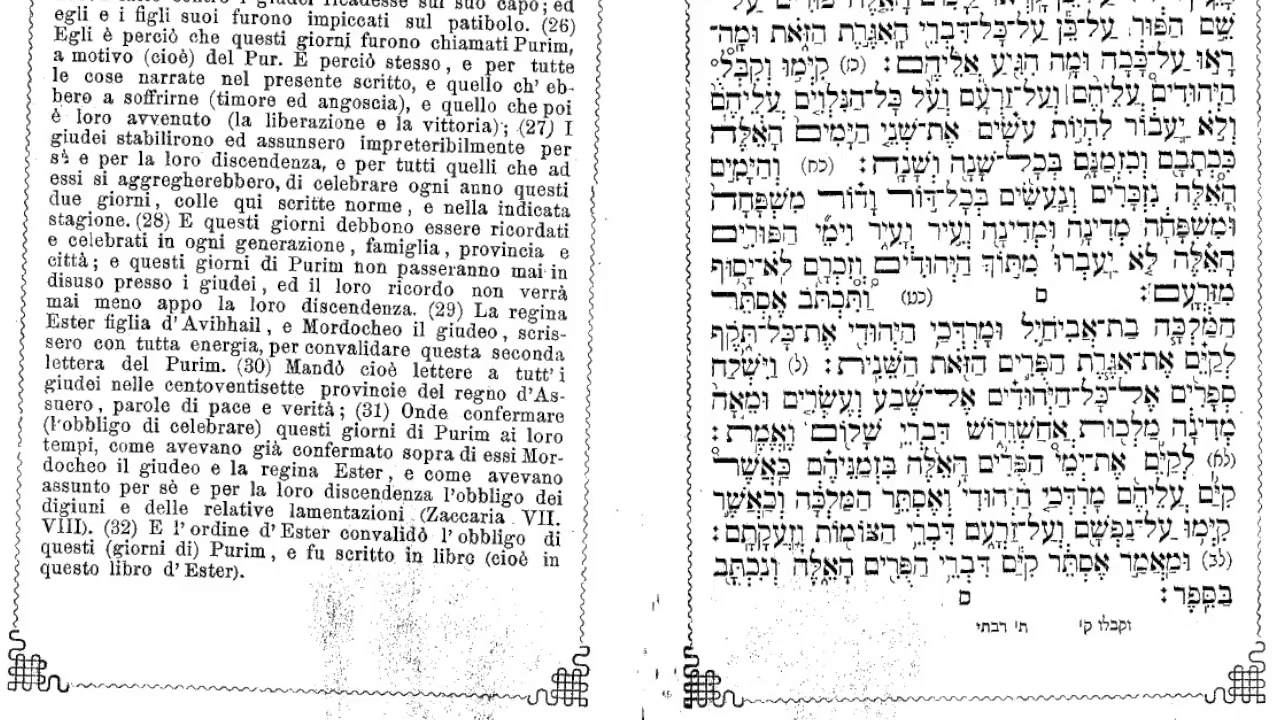 egli e i figli suoi furono impiccati sul patibolo. (26)
Egli è perciò che questi giorni furono chiamati Purim,
a motivo (cioè) del Pur. E perciò stesso, e per tutte
le cose narrate nel presente scritto, e quello ch' eb-
bero a soffrirne (timore ed angoscia), e quello che poi
è loro avvenuto (la liberazione e la vittoria); (27) I
giudei stabilirono ed assunsero impreteribilmente per
sè e per la loro discendenza, e per tutti quelli che ad
essi si aggregherebbero, di celebrare ogni anno questi
due giorni, colle qui scritte norme, e nella indicata
stagione. (28) E questi giorni debbono essere ricordati
e celebrati in ogni generazione, famiglia, provincia e
città; e questi giorni di Purim non passeranno mai in
disuso presso i giudei, ed il loro ricordo non verrà
mai meno appo la loro discendenza. (29) La regina
Ester figlia d'Avibhail, e Mordocheo il giudeo, scris-
sero con tutta energia, per convalidare questa seconda
lettera del Purim. (30) Mandò cioè lettere a tutt' i
giudei nelle centoventisette provincie del regno d'As-
suero, parole di pace e verità; (31) Onde confermare
(l'obbligo di celebrare) questi giorni di Purim ai loro
tempi, come avevano già confermato sopra di essi Mor-
docheo il giudeo e la regina Ester, e come avevano
assunto per sè e per la loro discendenza l'obbligo dei
digiuni e delle relative lamentazioni (Zaccaria VII.
VIII). (32) E l' ordine d' Ester convalidò l' obbligo di
questi (giorni di) Purim, e fu scritto in libro (cioè in
questo libro d' Ester).
שֵׁם הַפּוּר עַל־כֵּן עַל־כָּל־דִּבְרֵי הָאִגֶּרֶת הַזֹּאת וּמָה־
רָאוּ עַל־כָּכָה וּמָה הִגִּיעַ אֲלֵיהֶם׃ (כז) קִיְּמוּ וְקִבְּלֻ
הַיְּהוּדִים עֲלֵיהֶם וְעַל־זַרְעָם וְעַל כָּל־הַנִּלְוִים עֲלֵיהֶם
וְלֹא יַעֲבוֹר לִהְיוֹת עֹשִׂים אֶת־שְׁנֵי הַיָּמִים הָאֵלֶּה
כִּכְתָבָם וְכִזְמַנָּם בְּכָל־שָׁנָה וְשָׁנָה׃ (כח) וְהַיָּמִים
הָאֵלֶּה נִזְכָּרִים וְנַעֲשִׂים בְּכָל־דּוֹר וָדוֹר מִשְׁפָּחָה
וּמִשְׁפָּחָה מְדִינָה וּמְדִינָה וְעִיר וָעִיר וִימֵי הַפּוּרִים
הָאֵלֶּה לֹא יַעַבְרוּ מִתּוֹךְ הַיְּהוּדִים וְזִכְרָם לֹא־יָסוּף
מִזַּרְעָם׃ ס (כט) וַתִּכְתֹּב אֶסְתֵּר
הַמַּלְכָּה בַת־אֲבִיחַיִל וּמָרְדֳּכַי הַיְּהוּדִי אֶת־כָּל־תֹּקֶף
לְקַיֵּם אֶת־אִגֶּרֶת הַפֻּרִים הַזֹּאת הַשֵּׁנִית׃ (ל) וַיִּשְׁלַח
סְפָרִים אֶל־כָּל־הַיְּהוּדִים אֶל־שֶׁבַע וְעֶשְׂרִים וּמֵאָה
מְדִינָה מַלְכוּת אֲחַשְׁוֵרוֹשׁ דִּבְרֵי שָׁלוֹם וֶאֱמֶת׃
(לא) לְקַיֵּם אֶת־יְמֵי הַפֻּרִים הָאֵלֶּה בִּזְמַנֵּיהֶם כַּאֲשֶׁר
קִיַּם עֲלֵיהֶם מָרְדֳּכַי הַיְּהוּדִי וְאֶסְתֵּר הַמַּלְכָּה וְכַאֲשֶׁר
קִיְּמוּ עַל־נַפְשָׁם וְעַל־זַרְעָם דִּבְרֵי הַצּוֹמוֹת וְזַעֲקָתָם׃
(לב) וּמַאֲמַר אֶסְתֵּר קִיַּם דִּבְרֵי הַפֻּרִים הָאֵלֶּה וְנִכְתָּב
בַּסֵּפֶר׃ ס
וקבלו ק' ת' רבתי